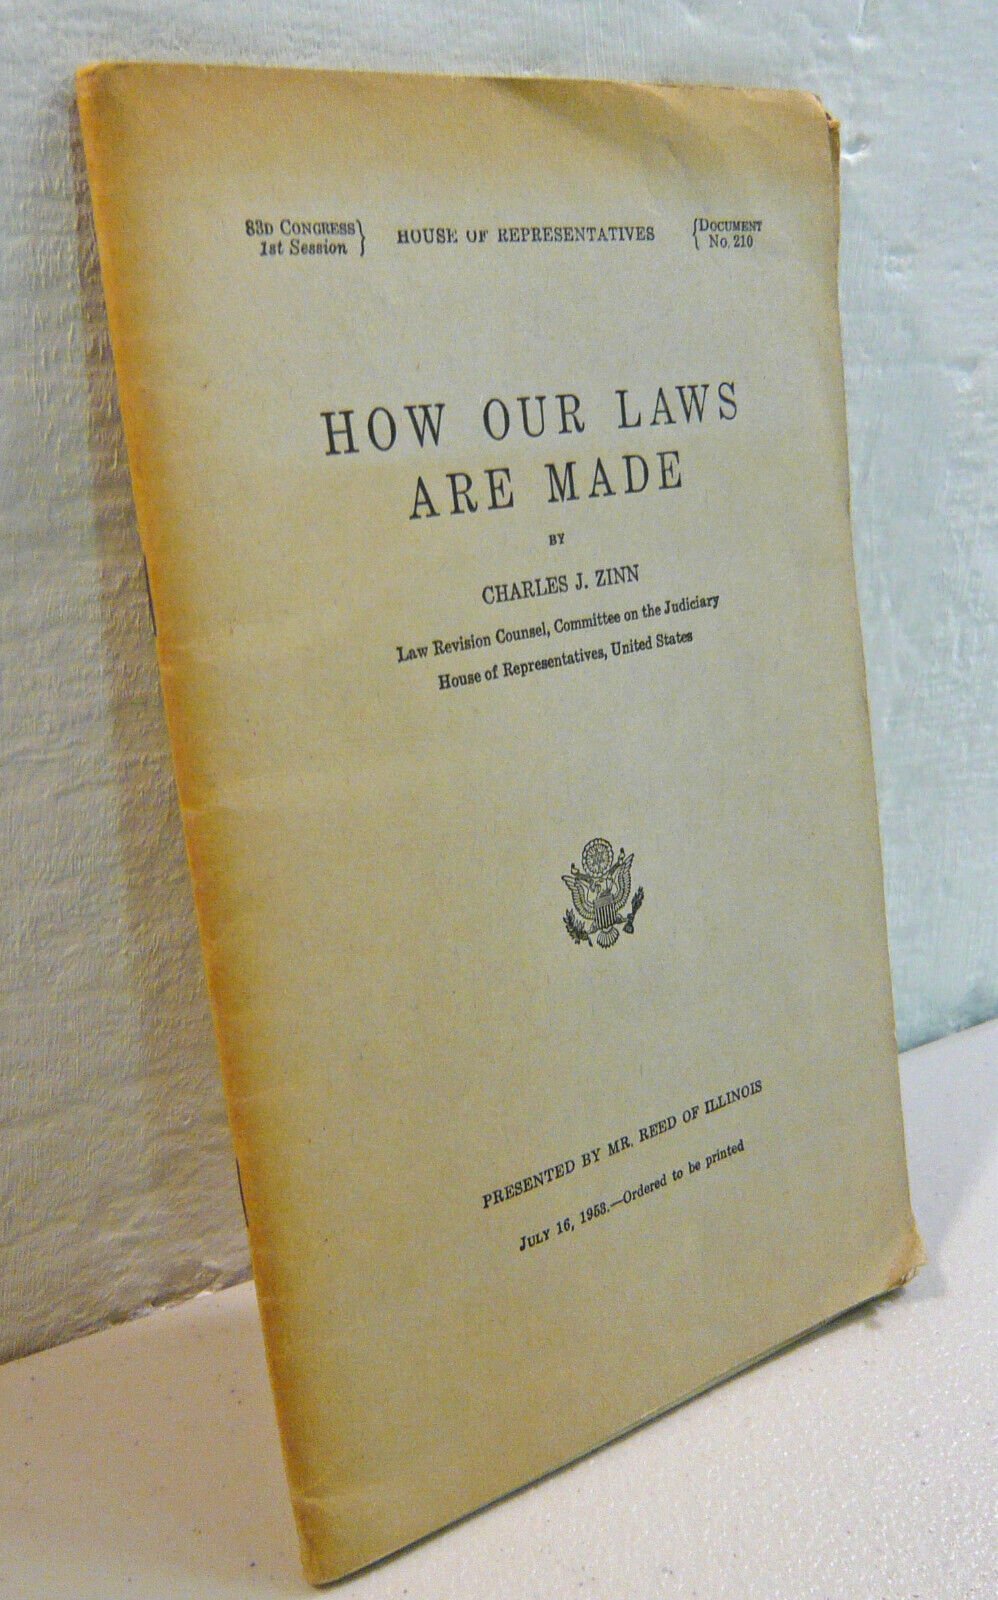 83D CONGRESS } HOUSE OF REPRESENTATIVES { DOCUMENT
1st Session } { No. 210
HOW OUR LAWS
ARE MADE
BY
CHARLES J. ZINN
Law Revision Counsel, Committee on the Judiciary
House of Representatives, United States
PRESENTED BY MR. REED OF ILLINOIS
JULY 16, 1953.—Ordered to be printed